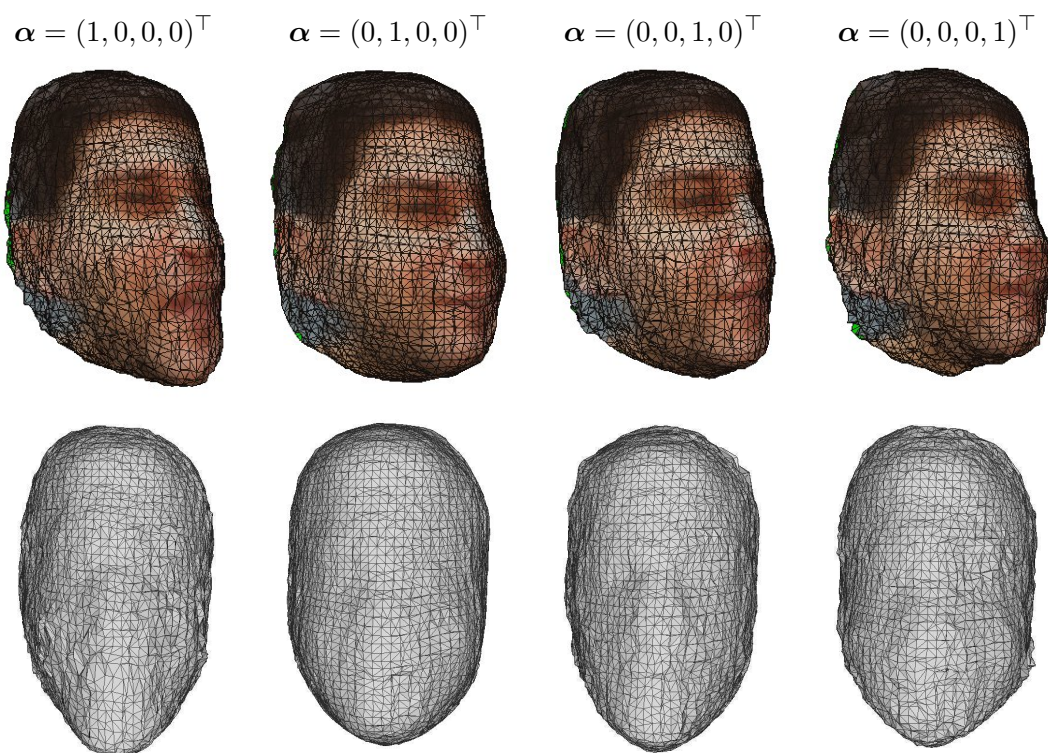 α = (1, 0, 0, 0)⊤
α = (0, 1, 0, 0)⊤
α = (0, 0, 1, 0)⊤
α = (0, 0, 0, 1)⊤